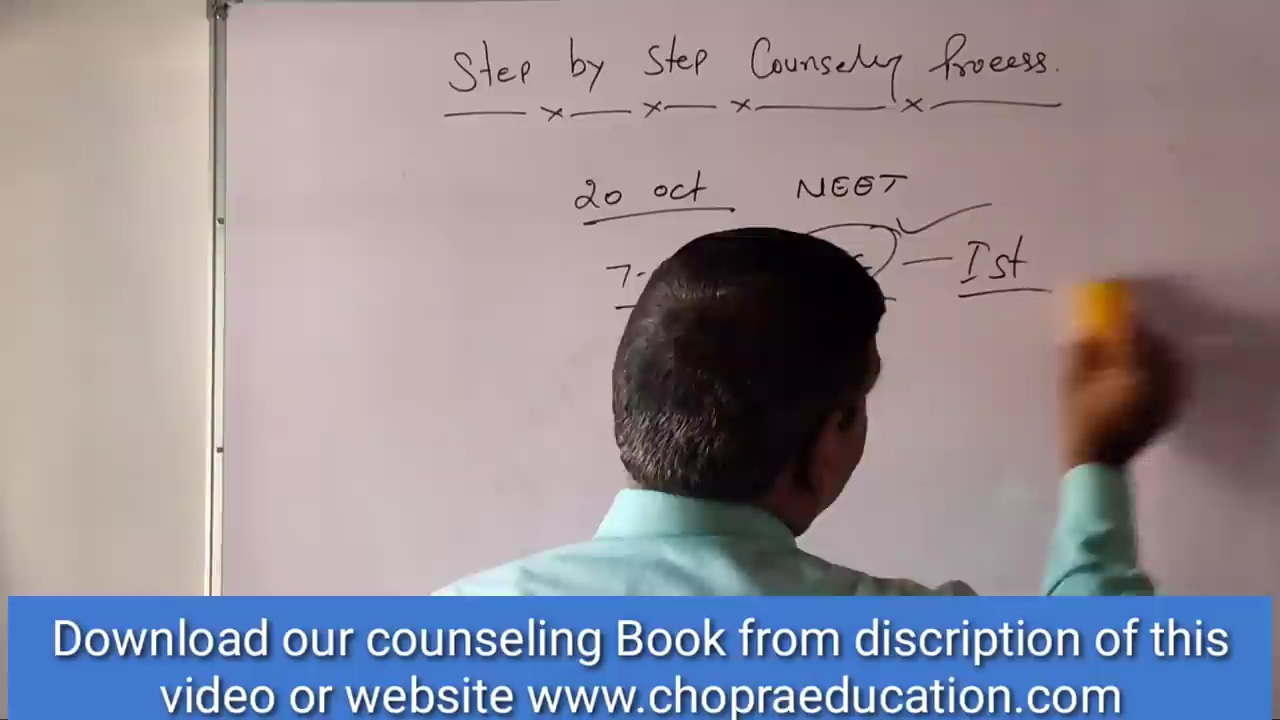 Step by Step Counseling Process.
20 Oct NEET
7- Ist
Download our counseling Book from discription of this
video or website www.chopraeducation.com